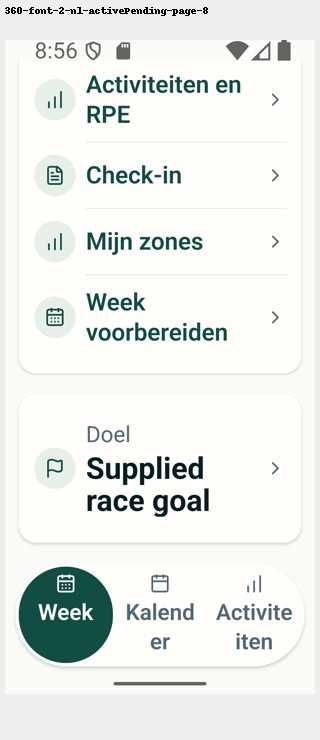 360-font-2-nl-activePending-page-8
8:56
Activiteiten en
RPE
Check-in
Mijn zones
Week
voorbereiden
Doel
Supplied
race goal
Week
Kalend
er
Activite
iten